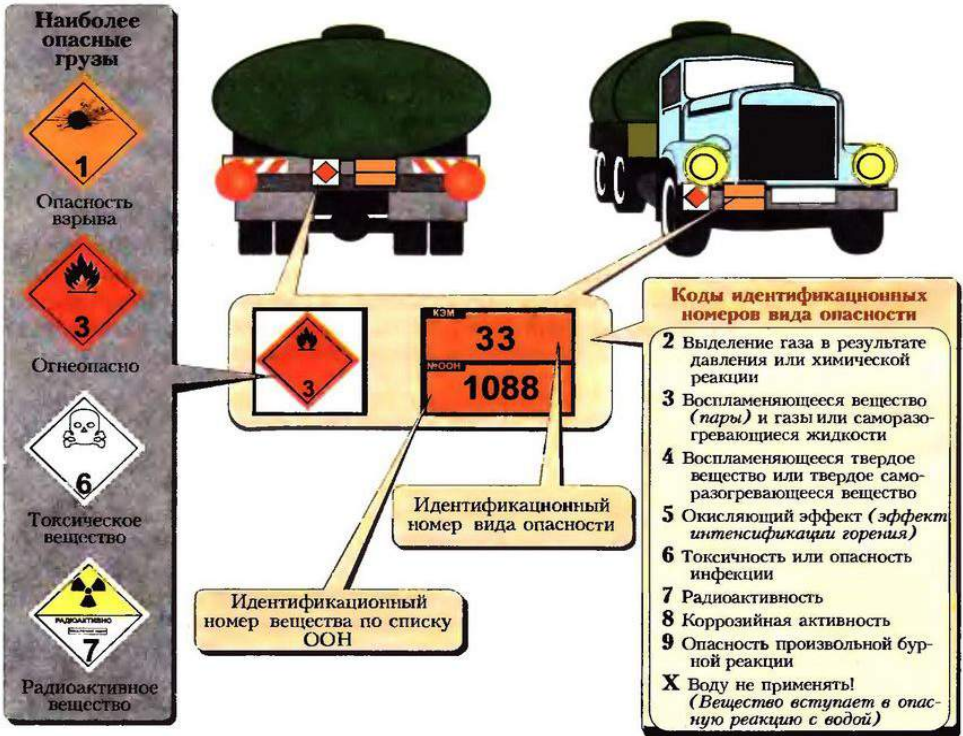 Наиболее
опасные
грузы
1
Опасность
взрыва
3
Огнеопасно
6
Токсическое
вещество
РАДИОАКТИВНО
7
Радиоактивное
вещество
3
КЭМ
33
№ООН
1088
Идентификационный
номер вида опасности
Идентификационный
номер вещества по списку
ООН
Коды идентификационных
номеров вида опасности
2 Выделение газа в результате
давления или химической
реакции
3 Воспламеняющееся вещество
(пары) и газы или саморазо-
гревающиеся жидкости
4 Воспламеняющееся твердое
вещество или твердое само-
разогревающееся вещество
5 Окисляющий эффект (эффект
интенсификации горения)
6 Токсичность или опасность
инфекции
7 Радиоактивность
8 Коррозийная активность
9 Опасность произвольной бур-
ной реакции
X Воду не применять!
(Вещество вступает в опас-
ную реакцию с водой)